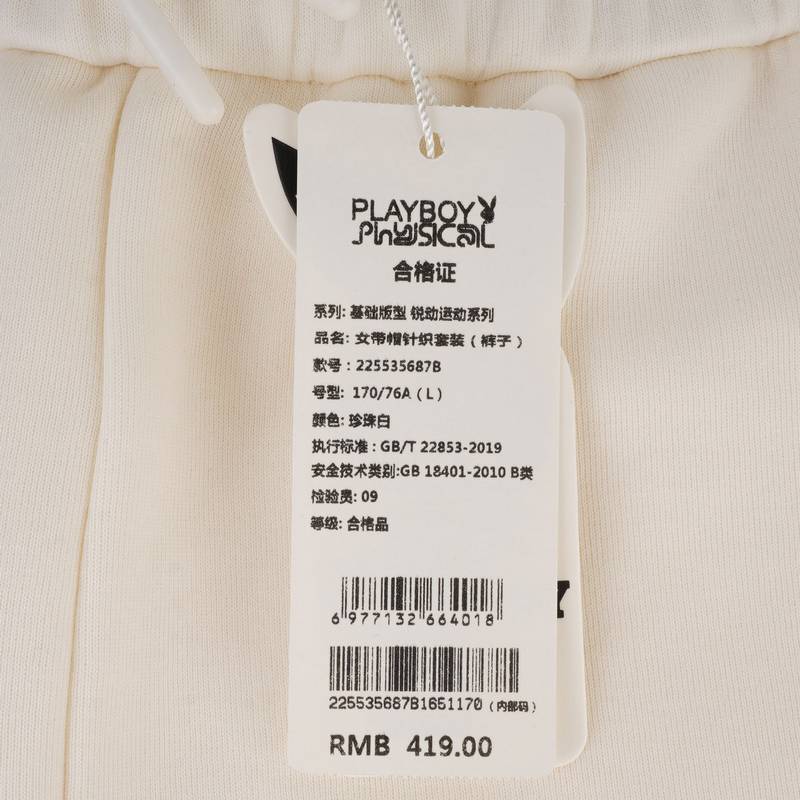 PLAYBOY
PHYSICAL
合格证
系列: 基础版型 锐动运动系列
品名: 女带帽针织套装（裤子）
款号：225535687B
号型: 170/76A（L）
颜色: 珍珠白
执行标准：GB/T 22853-2019
安全技术类别:GB 18401-2010 B类
检验员: 09
等级: 合格品
6 977132 664018
225535687B1651170（内部码）
RMB 419.00